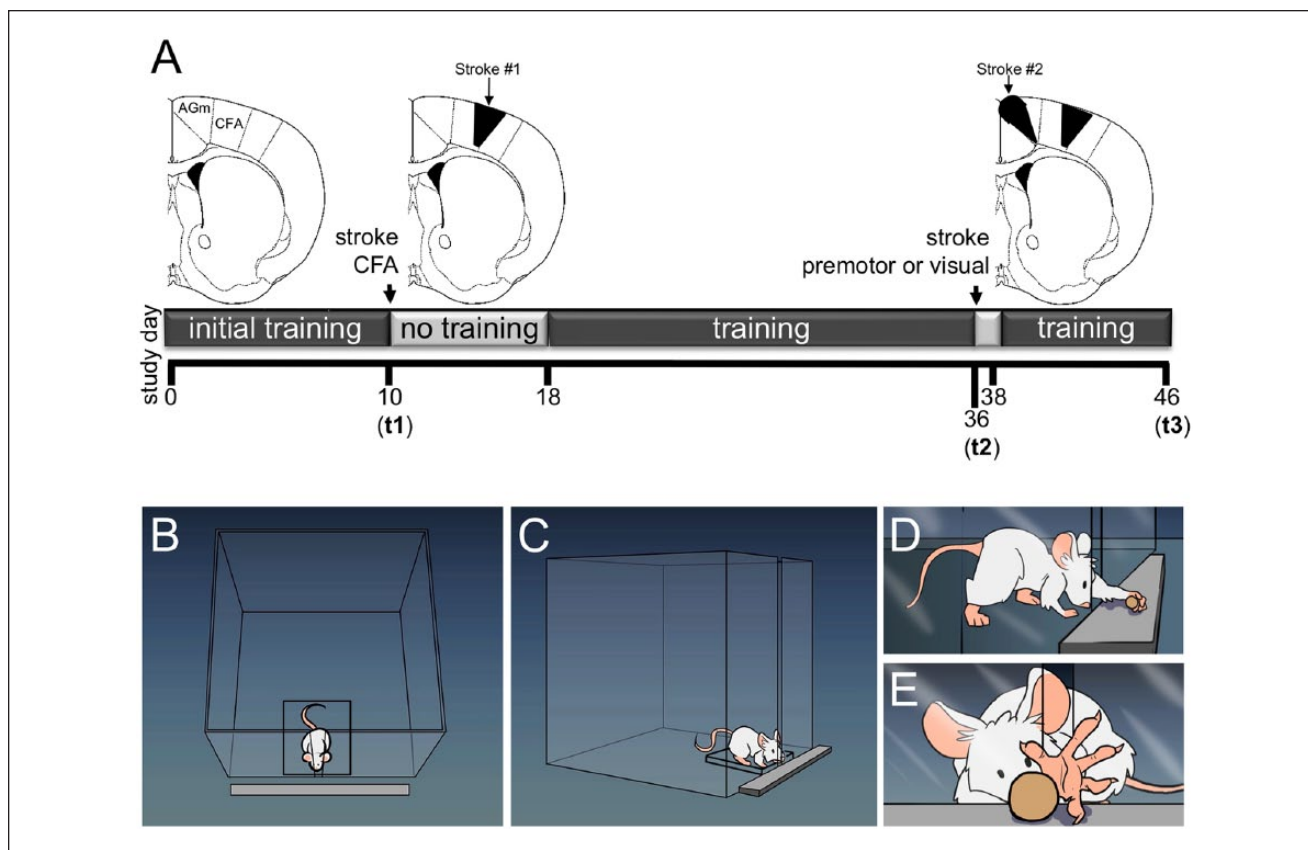 A
Stroke #1
Stroke #2
AGm
CFA
stroke
CFA
stroke
premotor or visual
study day
initial training
no training
training
training
0
10
18
36
38
46
(t1)
(t2)
(t3)
B
C
D
E